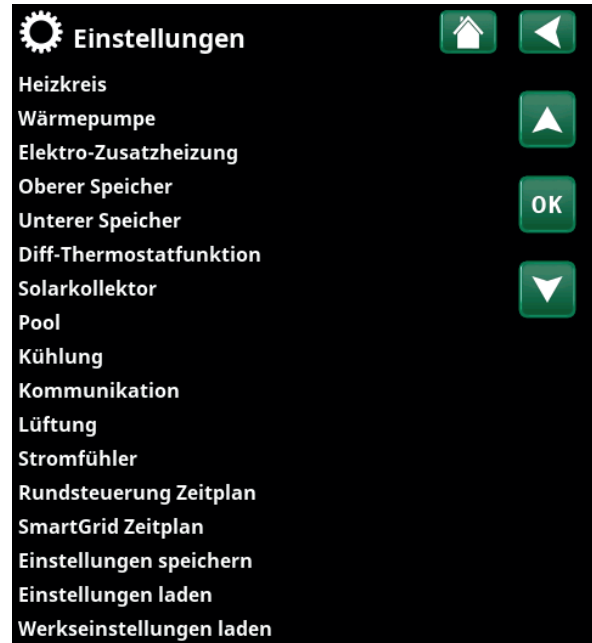 Einstellungen
Heizkreis
Wärmepumpe
Elektro-Zusatzheizung
Oberer Speicher
Unterer Speicher
OK
Diff-Thermostatfunktion
Solarkollektor
Pool
Kühlung
Kommunikation
Lüftung
Stromfühler
Rundsteuerung Zeitplan
SmartGrid Zeitplan
Einstellungen speichern
Einstellungen laden
Werkseinstellungen laden